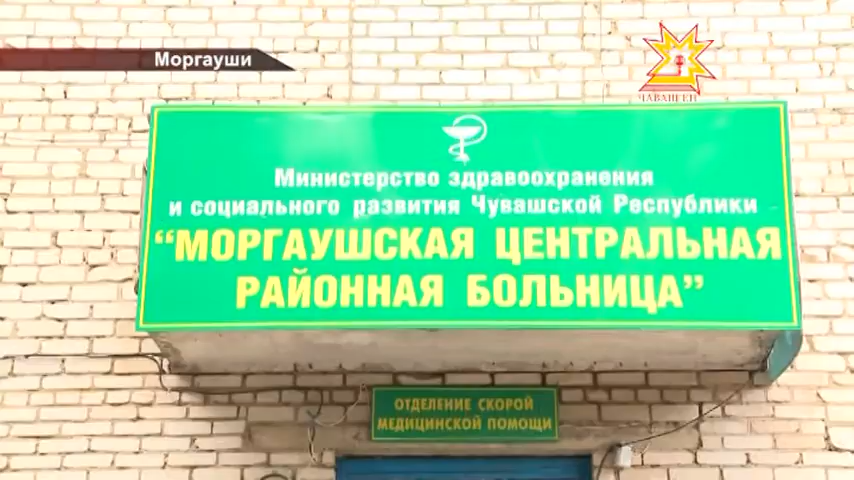 Моргауши
ЧАВАШ ЕН
Министерство здравоохранения
и социального развития Чувашской Республики
“МОРГАУШСКАЯ ЦЕНТРАЛЬНАЯ
РАЙОННАЯ БОЛЬНИЦА”
ОТДЕЛЕНИЕ СКОРОЙ
МЕДИЦИНСКОЙ ПОМОЩИ